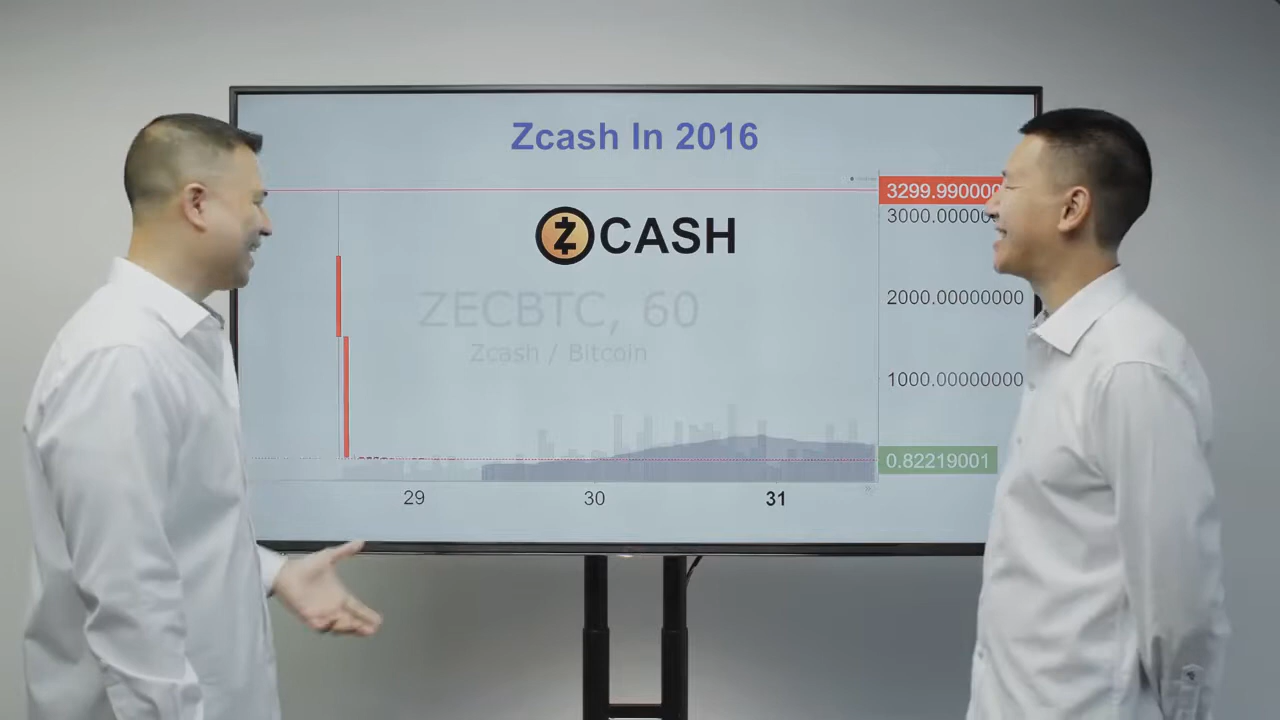 Zcash In 2016
3299.990000
ZCASH
3000.00000
ZECBTC, 60
2000.00000000
Zcash / Bitcoin
1000.00000000
0.82219001
29 30 31